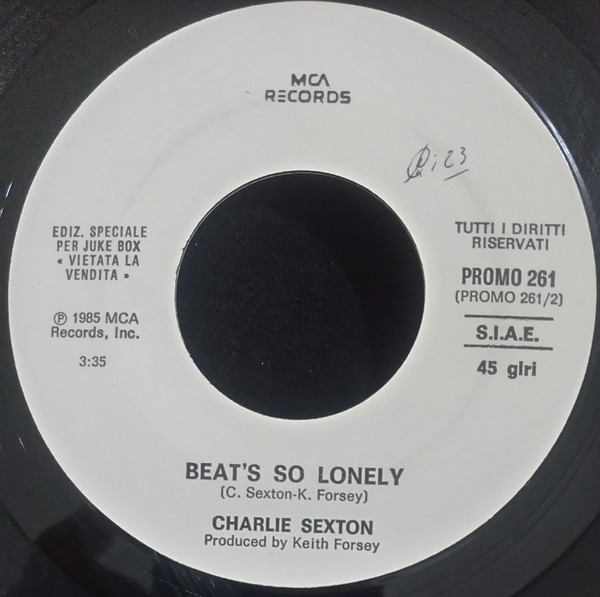 MCA
RECORDS
EDIZ. SPECIALE
PER JUKE BOX
« VIETATA LA
VENDITA »
℗ 1985 MCA
Records, Inc.
3:35
TUTTI I DIRITTI
RISERVATI
PROMO 261
(PROMO 261/2)
S.I.A.E.
45 giri
BEAT'S SO LONELY
(C. Sexton-K. Forsey)
CHARLIE SEXTON
Produced by Keith Forsey